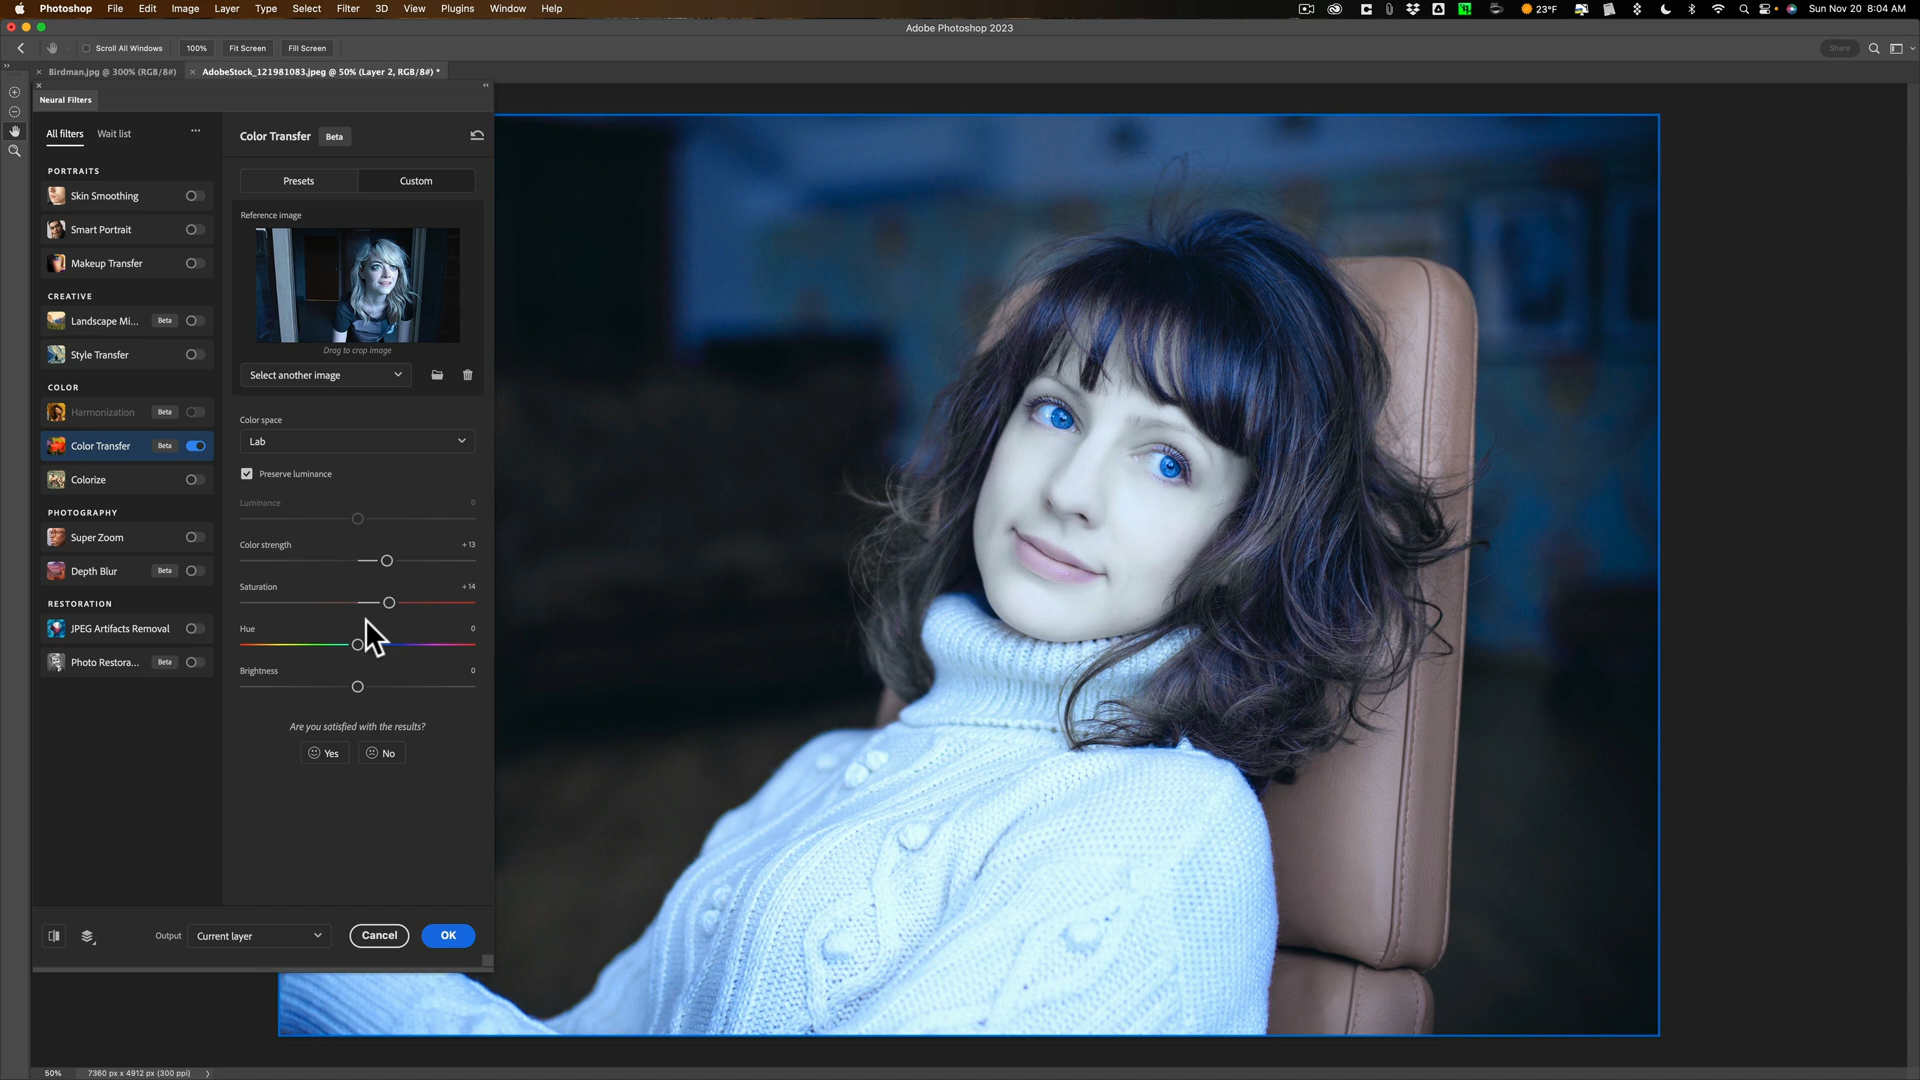 Photoshop File Edit Image Layer Type Select Filter 3D View Plugins Window Help
23°F Sun Nov 20 8:04 AM
Adobe Photoshop 2023
Scroll All Windows 100% Fit Screen Fill Screen Share
Birdman.jpg @ 300% (RGB/8#) AdobeStock_121981083.jpeg @ 50% (Layer 2, RGB/8#) *
Neural Filters
All filters Wait list
PORTRAITS
Skin Smoothing
Smart Portrait
Makeup Transfer
CREATIVE
Landscape Mi... Beta
Style Transfer
COLOR
Harmonization Beta
Color Transfer Beta
Colorize
PHOTOGRAPHY
Super Zoom
Depth Blur Beta
RESTORATION
JPEG Artifacts Removal
Photo Restora... Beta
Color Transfer Beta
Presets Custom
Reference image
Drag to crop image
Select another image
Color space
Lab
Preserve luminance
Luminance 0
Color strength +13
Saturation +14
Hue 0
Brightness 0
Are you satisfied with the results?
Yes No
Output Current layer Cancel OK
50% 7360 px x 4912 px (300 ppi)